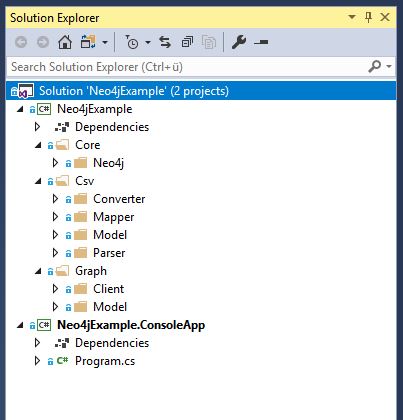 Solution Explorer
Search Solution Explorer (Ctrl+ü)
Solution 'Neo4jExample' (2 projects)
C# Neo4jExample
Dependencies
Core
Neo4j
Csv
Converter
Mapper
Model
Parser
Graph
Client
Model
C# Neo4jExample.ConsoleApp
Dependencies
C# Program.cs